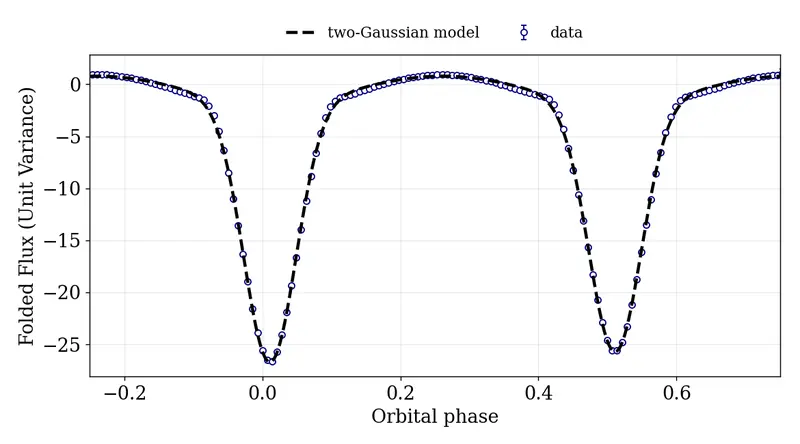 two-Gaussian model
data
Folded Flux (Unit Variance)
0
−5
−10
−15
−20
−25
−0.2
0.0
0.2
0.4
0.6
Orbital phase